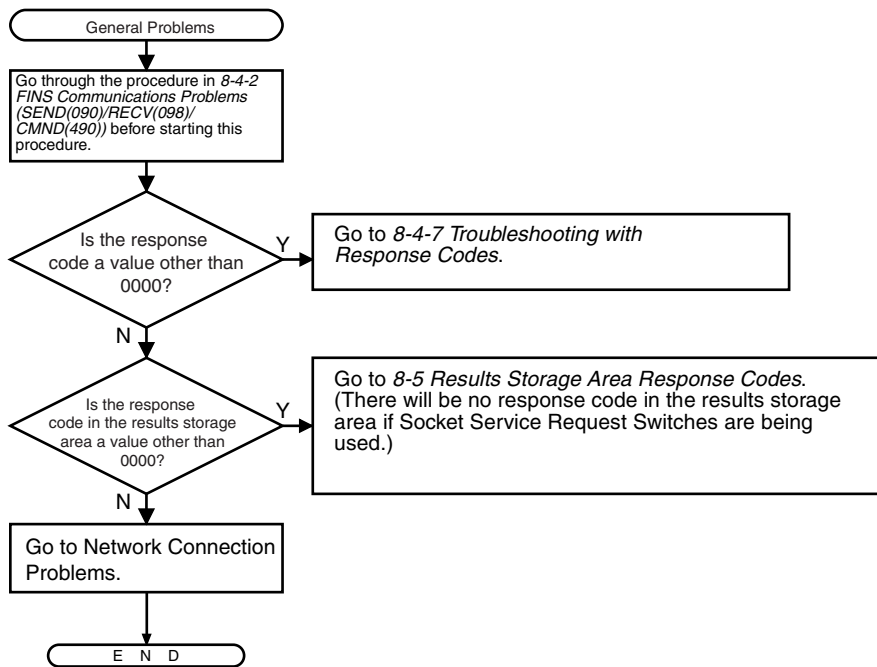 General Problems
Go through the procedure in 8-4-2
FINS Communications Problems
(SEND(090)/RECV(098)/
CMND(490)) before starting this
procedure.
Is the response
code a value other than
0000?
Y
Go to 8-4-7 Troubleshooting with
Response Codes.
N
Is the response
code in the results storage
area a value other than
0000?
Y
Go to 8-5 Results Storage Area Response Codes.
(There will be no response code in the results storage
area if Socket Service Request Switches are being
used.)
N
Go to Network Connection
Problems.
E N D